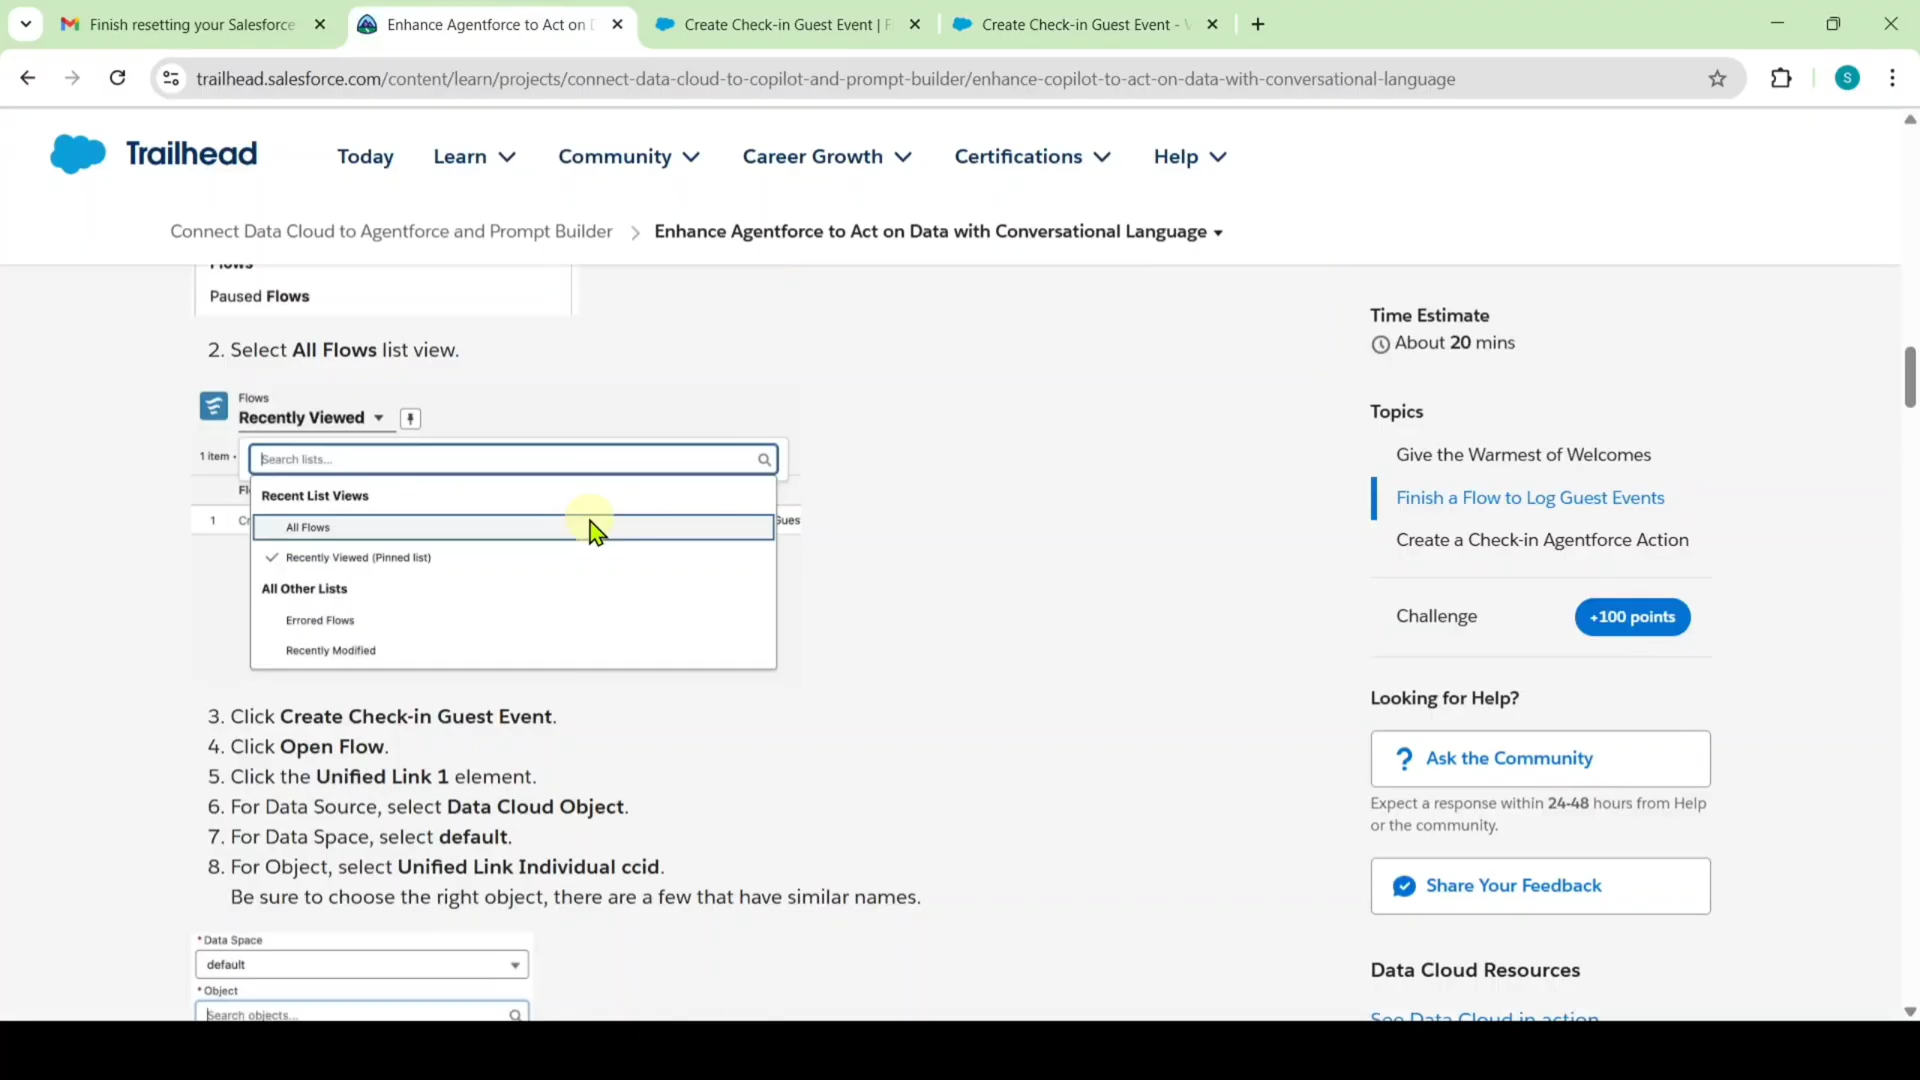 Finish resetting your Salesforce
Enhance Agentforce to Act on D
Create Check-in Guest Event | F
Create Check-in Guest Event - V
trailhead.salesforce.com/content/learn/projects/connect-data-cloud-to-copilot-and-prompt-builder/enhance-copilot-to-act-on-data-with-conversational-language
S
Trailhead
Today
Learn
Community
Career Growth
Certifications
Help
Connect Data Cloud to Agentforce and Prompt Builder > Enhance Agentforce to Act on Data with Conversational Language
Flows
Paused Flows
2. Select All Flows list view.
Flows
Recently Viewed
1 item •
Search lists...
Fl
Recent List Views
1 Cr
All Flows
Gues
Recently Viewed (Pinned list)
All Other Lists
Errored Flows
Recently Modified
3. Click Create Check-in Guest Event.
4. Click Open Flow.
5. Click the Unified Link 1 element.
6. For Data Source, select Data Cloud Object.
7. For Data Space, select default.
8. For Object, select Unified Link Individual ccid.
Be sure to choose the right object, there are a few that have similar names.
* Data Space
default
* Object
Search objects...
Time Estimate
About 20 mins
Topics
Give the Warmest of Welcomes
Finish a Flow to Log Guest Events
Create a Check-in Agentforce Action
Challenge
+100 points
Looking for Help?
? Ask the Community
Expect a response within 24-48 hours from Help
or the community.
Share Your Feedback
Data Cloud Resources
See Data Cloud in action